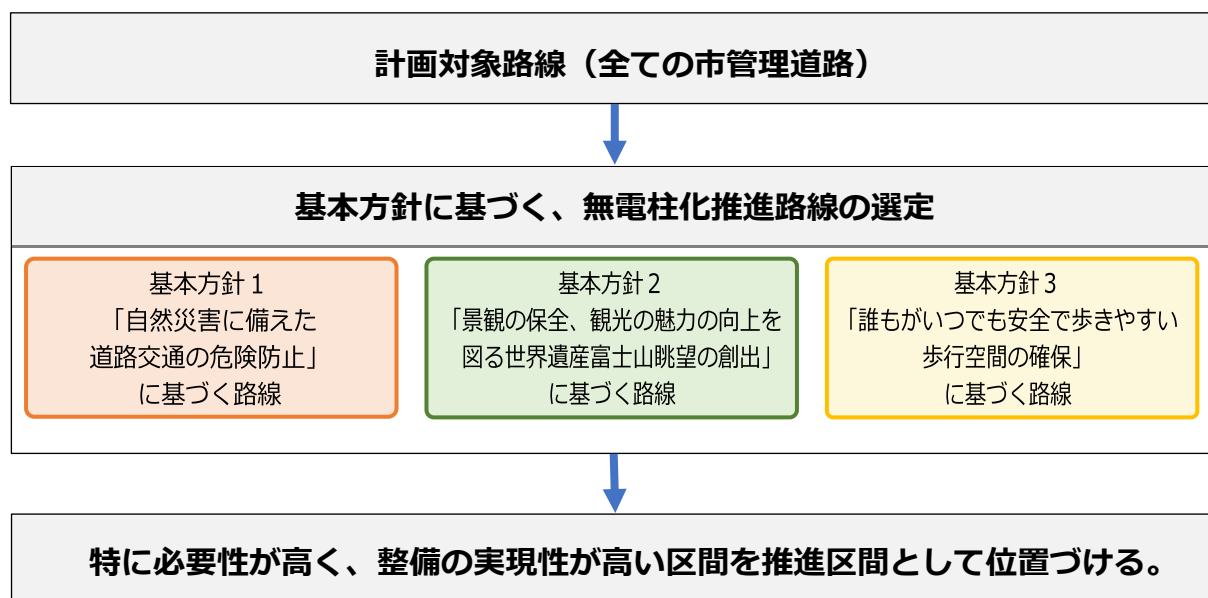 計画対象路線（全ての市管理道路）
基本方針に基づく、無電柱化推進路線の選定
基本方針１
「自然災害に備えた
道路交通の危険防止」
に基づく路線
基本方針２
「景観の保全、観光の魅力の向上を
図る世界遺産富士山眺望の創出」
に基づく路線
基本方針３
「誰もがいつでも安全で歩きやすい
歩行空間の確保」
に基づく路線
特に必要性が高く、整備の実現性が高い区間を推進区間として位置づける。